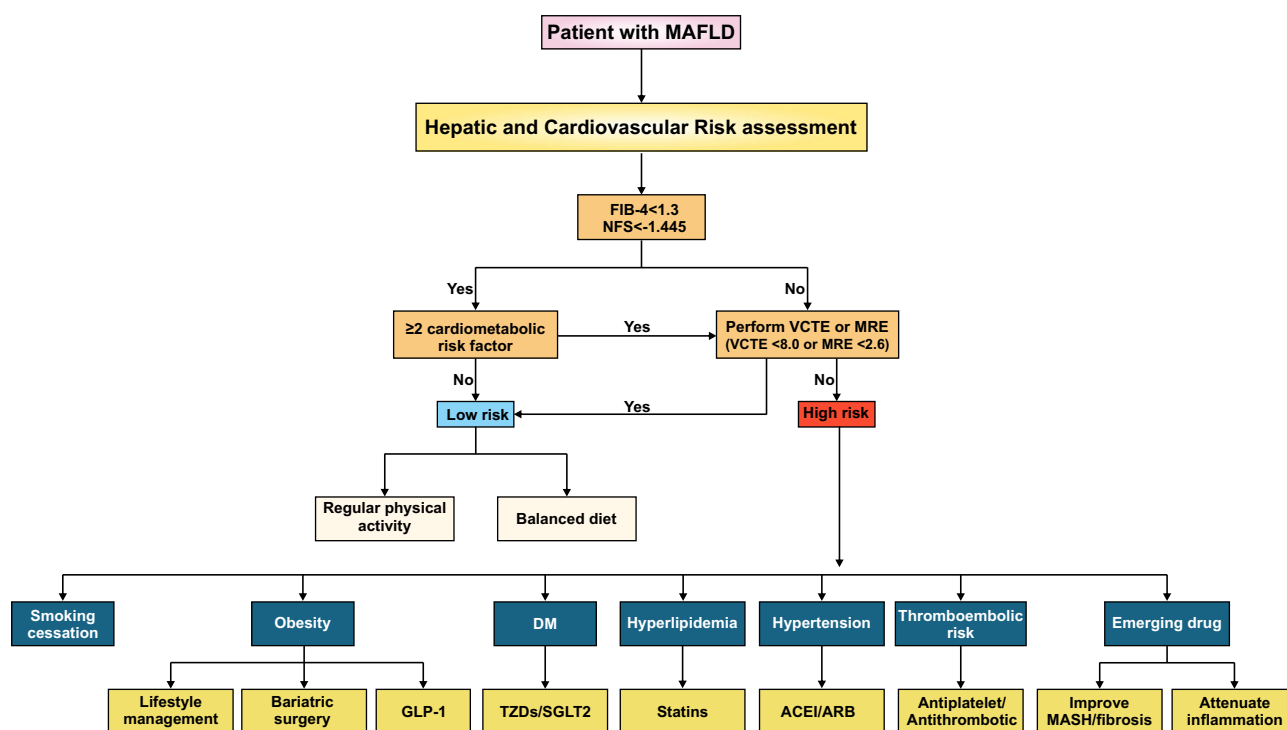 Patient with MAFLD
Hepatic and Cardiovascular Risk assessment
FIB-4<1.3
NFS<-1.445
Yes
No
≥2 cardiometabolic
risk factor
Yes
Perform VCTE or MRE
(VCTE <8.0 or MRE <2.6)
No
No
Low risk
Yes
High risk
Regular physical
activity
Balanced diet
Smoking
cessation
Obesity
DM
Hyperlipidemia
Hypertension
Thromboembolic
risk
Emerging drug
Lifestyle
management
Bariatric
surgery
GLP-1
TZDs/SGLT2
Statins
ACEI/ARB
Antiplatelet/
Antithrombotic
Improve
MASH/fibrosis
Attenuate
inflammation